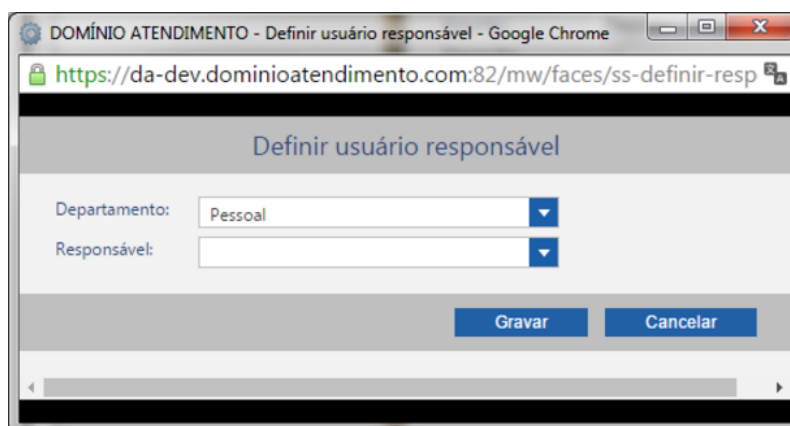 DOMÍNIO ATENDIMENTO - Definir usuário responsável - Google Chrome
https://da-dev.dominioatendimento.com:82/mw/faces/ss-definir-resp
Definir usuário responsável
Departamento: Pessoal
Responsável:
Gravar Cancelar